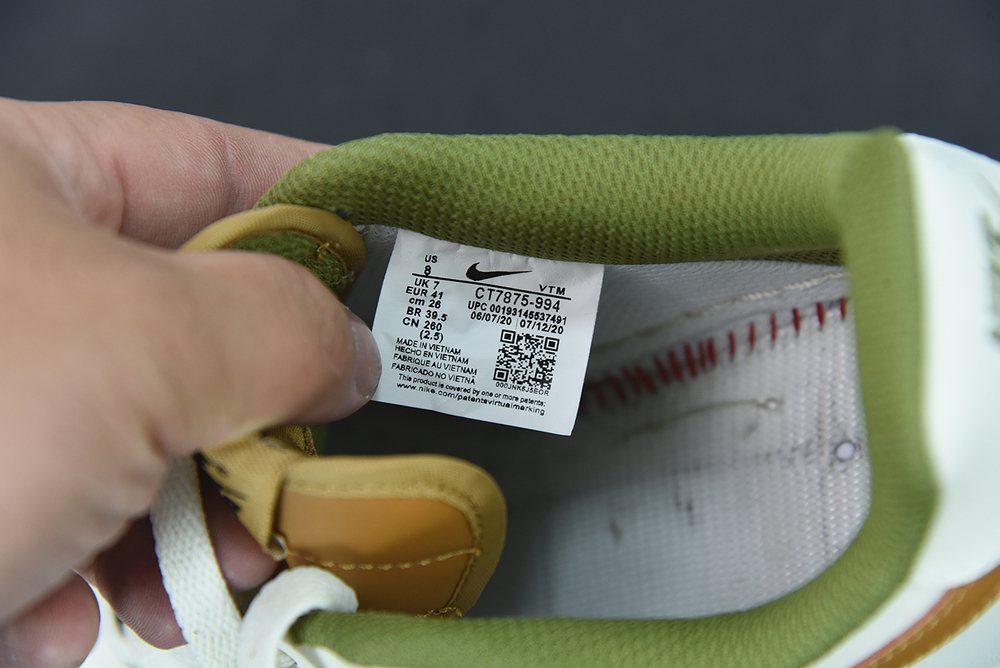 US
8
VTM
UK 7
EUR 41
cm 26
BR 39.5
CN 260
(2.5)
CT7875-994
UPC 00193145537491
06/07/20 07/12/20
MADE IN VIETNAM
HECHO EN VIETNAM
FABRIQUE AU VIETNAM
FABRICADO NO VIETNÃ
000JNK5J5EOR
This product is covered by one or more patents:
www.nike.com/patentsvirtualmarking